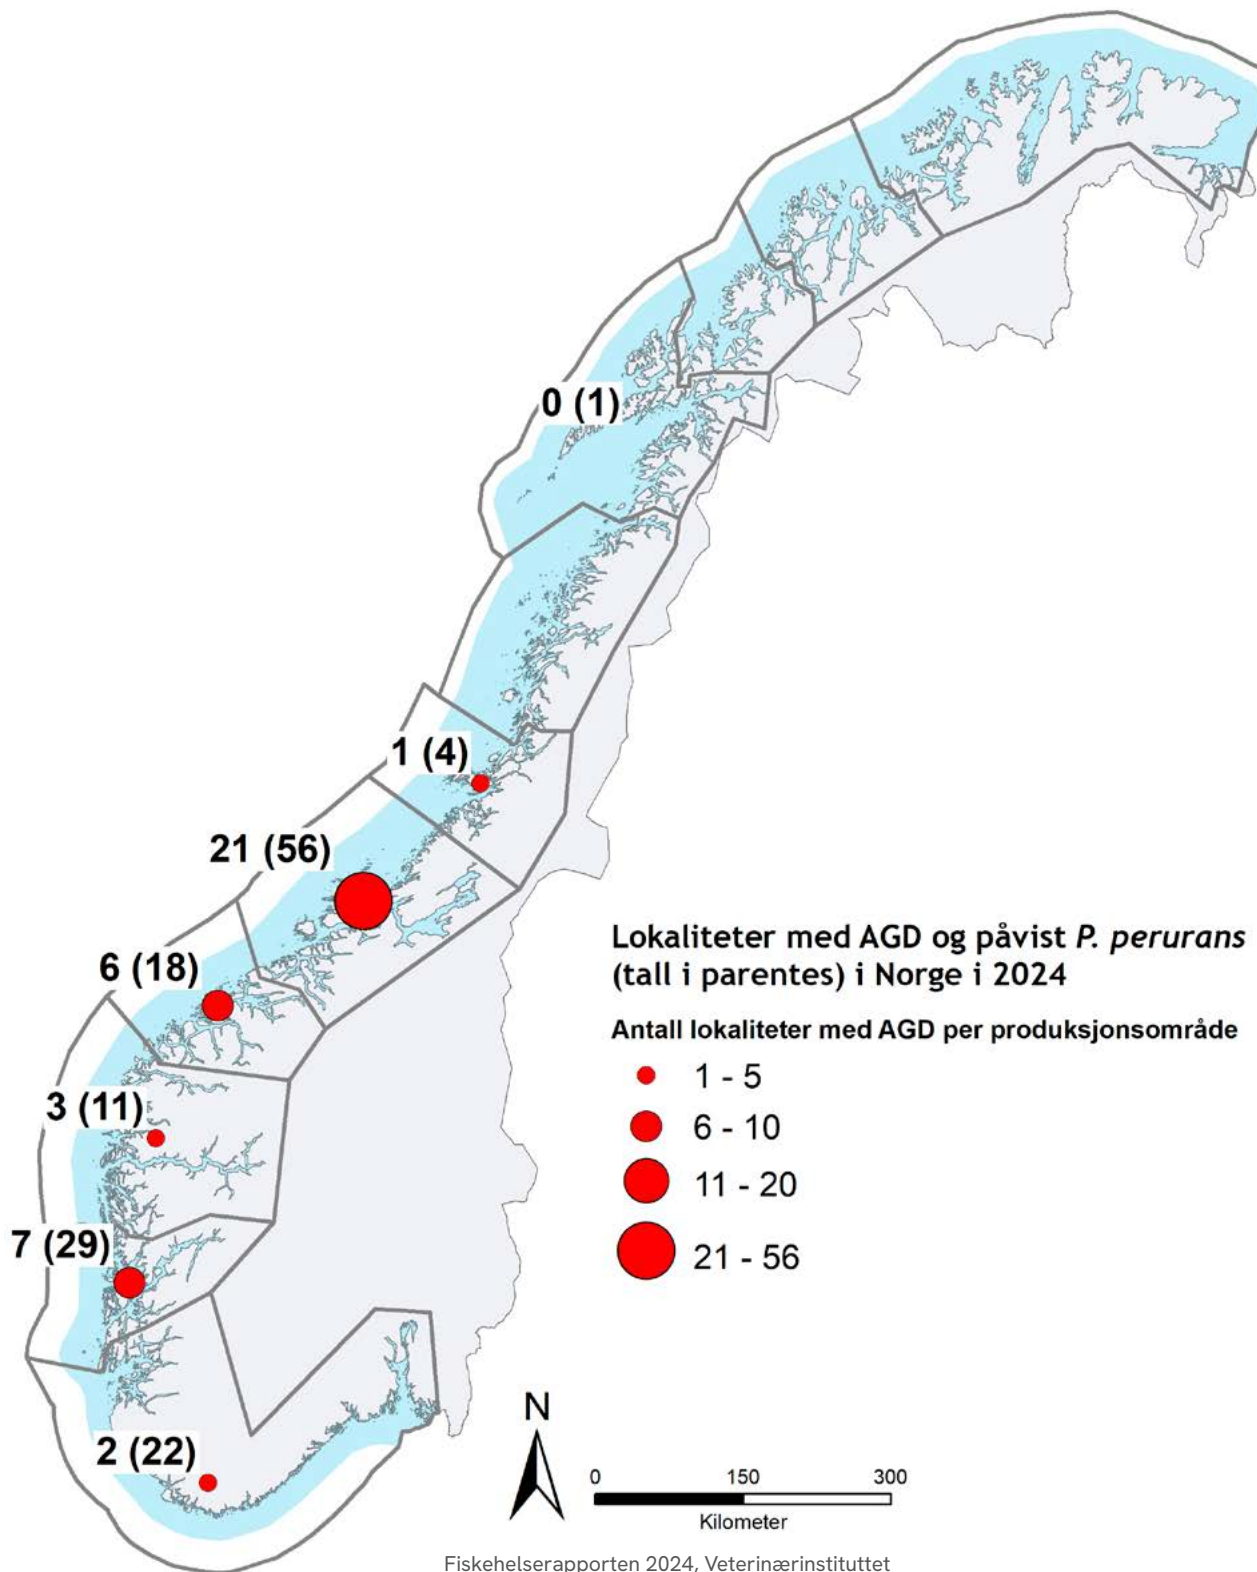 0 (1)
1 (4)
21 (56)
6 (18)
3 (11)
7 (29)
2 (22)
Lokaliteter med AGD og påvist P. perurans
(tall i parentes) i Norge i 2024
Antall lokaliteter med AGD per produksjonsområde
1 - 5
6 - 10
11 - 20
21 - 56
N
0 150 300
Kilometer
Fiskehelserapporten 2024, Veterinærinstituttet